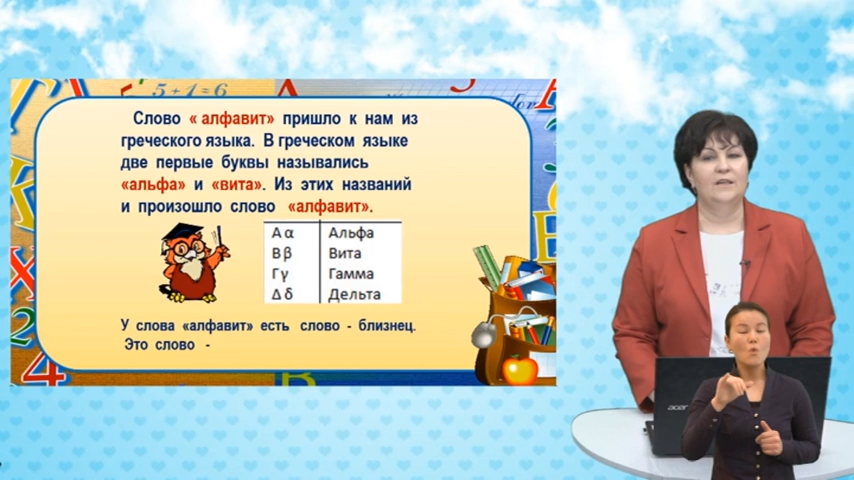 5+1=6
Слово « алфавит» пришло к нам из
греческого языка. В греческом языке
две первые буквы назывались
«альфа» и «вита». Из этих названий
и произошло слово «алфавит».
Α α Альфа
Β β Вита
Γ γ Гамма
Δ δ Дельта
У слова «алфавит» есть слово - близнец.
Это слово -
acer